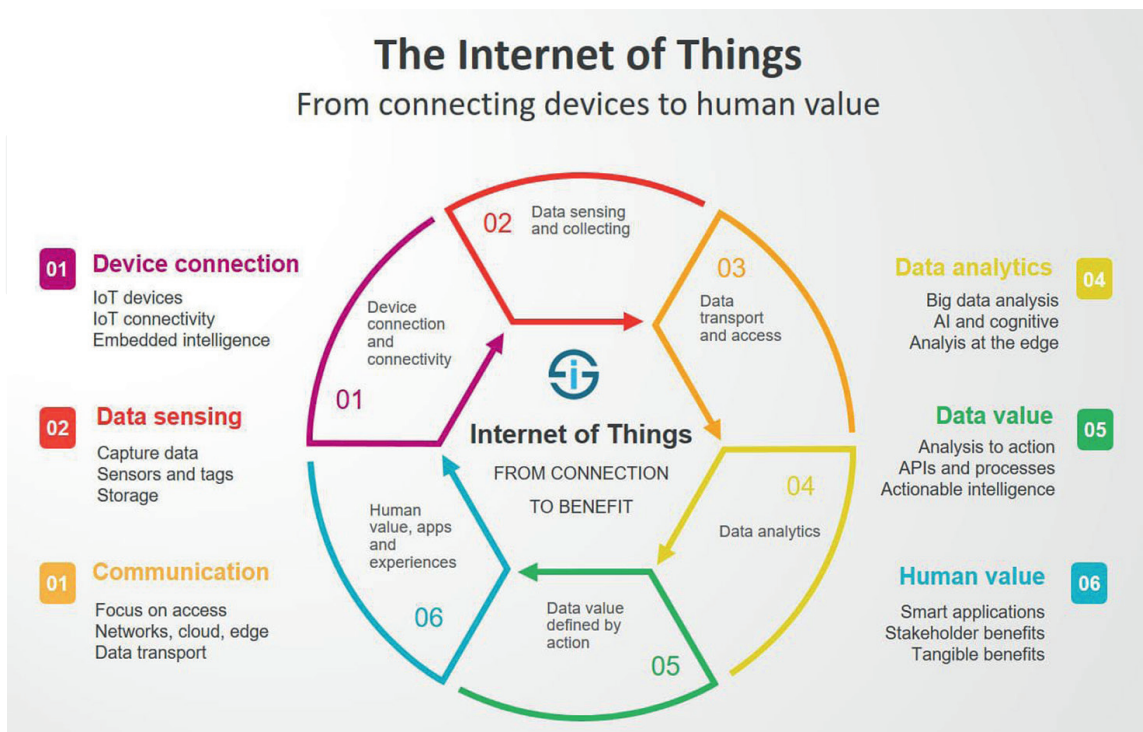 The Internet of Things
From connecting devices to human value
01
Device connection
IoT devices
IoT connectivity
Embedded intelligence
02
Data sensing
Capture data
Sensors and tags
Storage
01
Communication
Focus on access
Networks, cloud, edge
Data transport
Device
connection
and
connectivity
01
02
Data sensing
and collecting
03
Data
transport
and access
04
Data analytics
Data value
defined by
action
05
Human
value, apps
and
experiences
06
SiG
Internet of Things
FROM CONNECTION
TO BENEFIT
Data analytics
04
Big data analysis
AI and cognitive
Analyis at the edge
Data value
05
Analysis to action
APIs and processes
Actionable intelligence
Human value
06
Smart applications
Stakeholder benefits
Tangible benefits